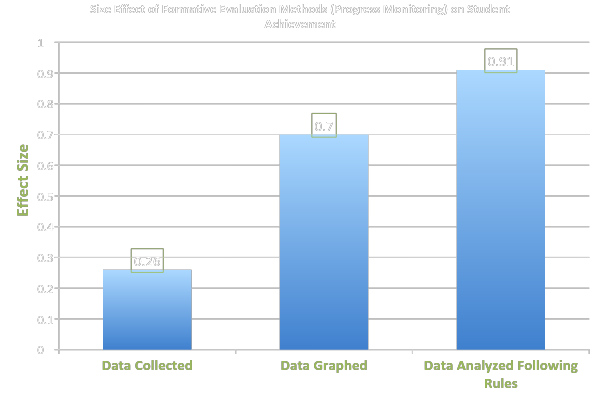 Size Effect of Formative Evaluation Methods (Progress Monitoring) on Student
Achievement
1
0.9
0.8
0.7
0.6
0.5
0.4
0.3
0.2
0.1
0
Effect Size
0.26
0.7
0.91
Data Collected
Data Graphed
Data Analyzed Following
Rules